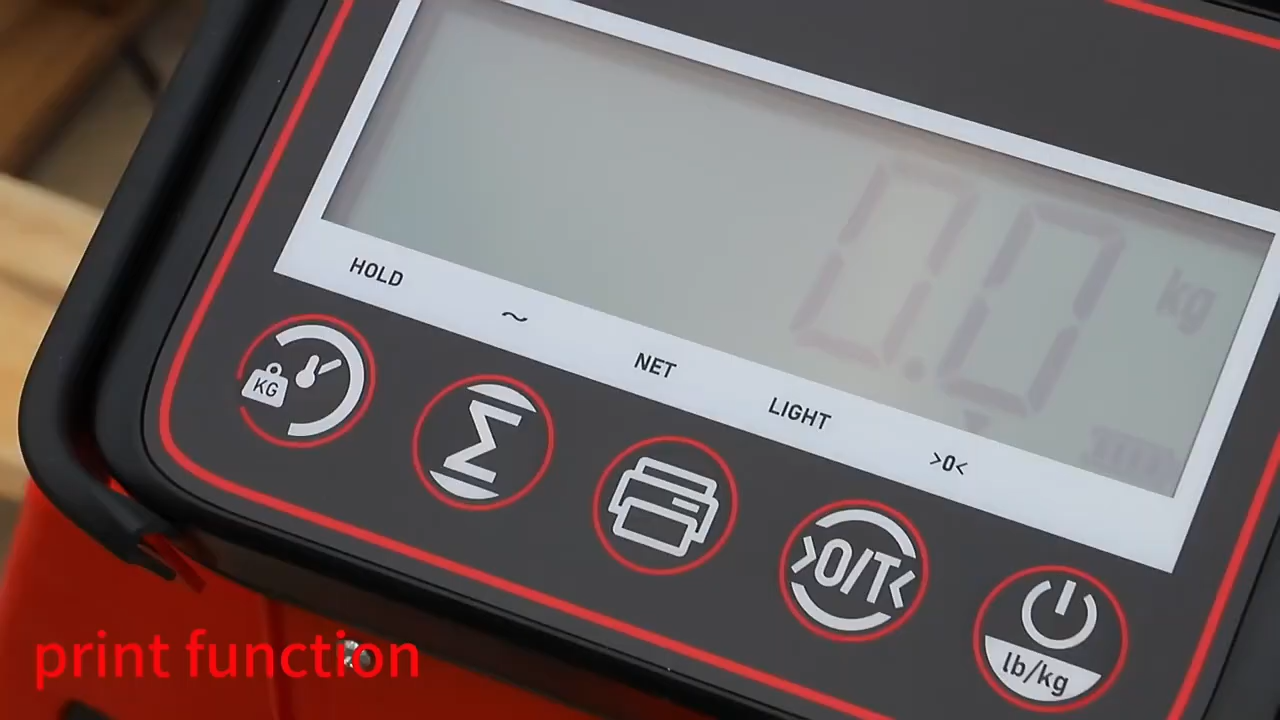 0.0 kg
HOLD
~
NET
LIGHT
>0<
KG
Σ
>0/T<
lb/kg
print function